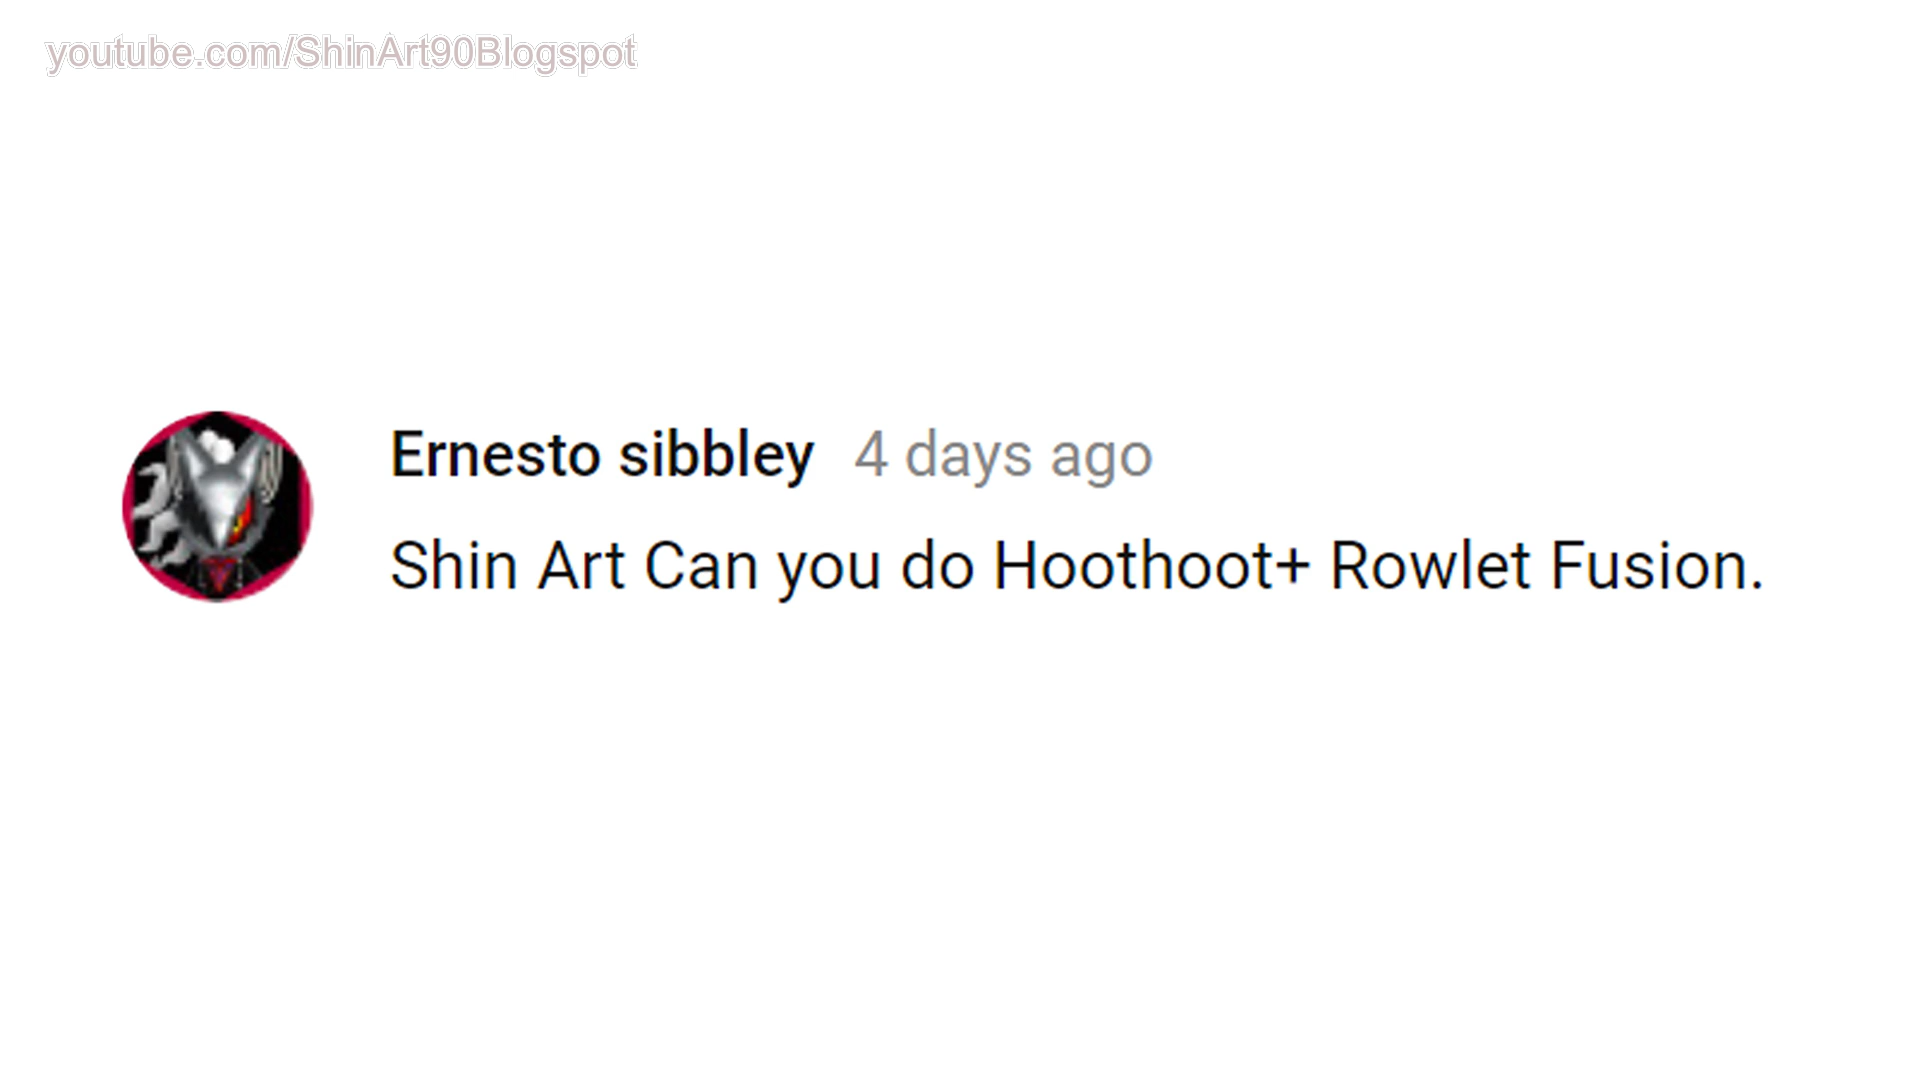 youtube.com/ShinArt90Blogspot
Ernesto sibbley 4 days ago
Shin Art Can you do Hoothoot+ Rowlet Fusion.